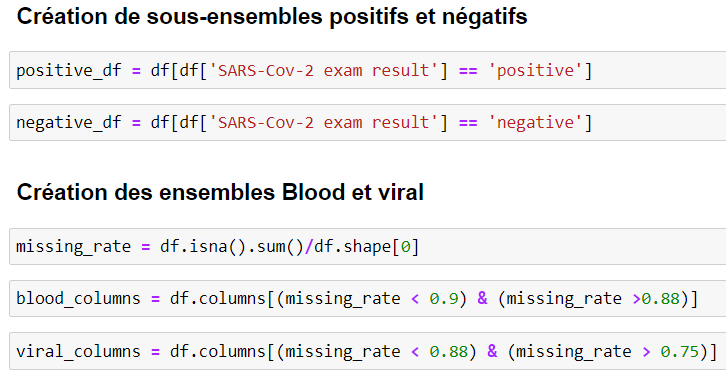 Création de sous-ensembles positifs et négatifs
positive_df = df[df['SARS-Cov-2 exam result'] == 'positive']
negative_df = df[df['SARS-Cov-2 exam result'] == 'negative']
Création des ensembles Blood et viral
missing_rate = df.isna().sum()/df.shape[0]
blood_columns = df.columns[(missing_rate < 0.9) & (missing_rate >0.88)]
viral_columns = df.columns[(missing_rate < 0.88) & (missing_rate > 0.75)]